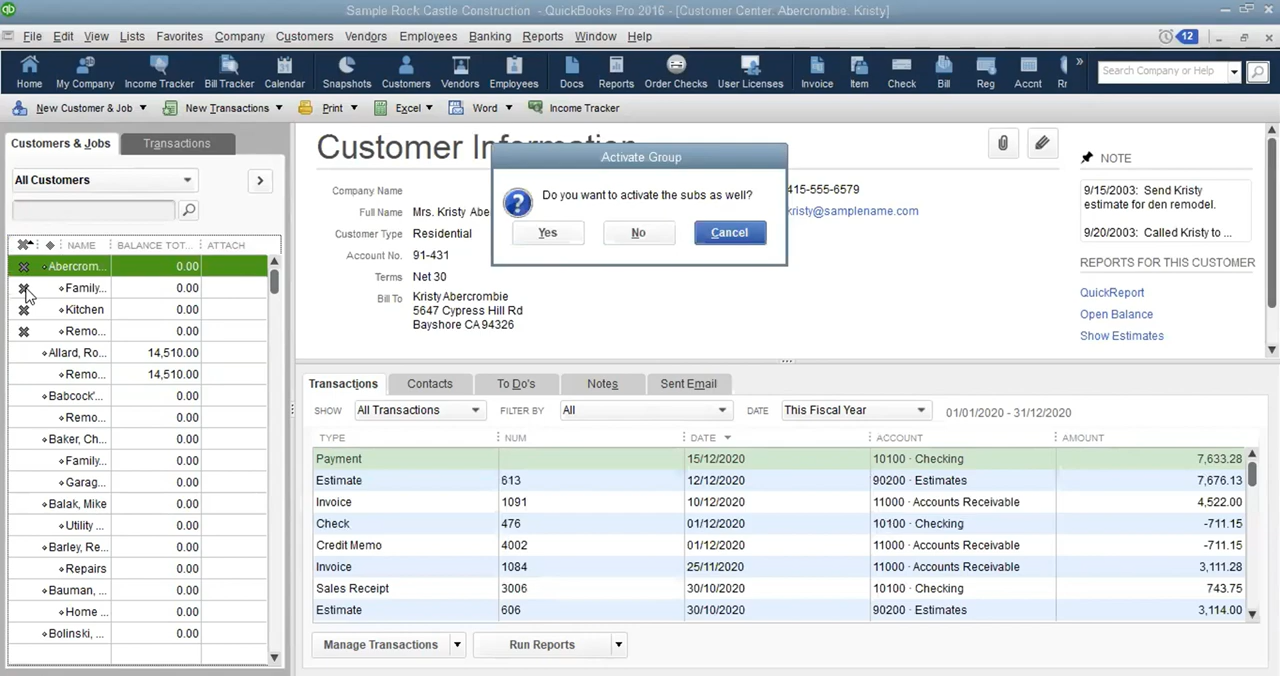 Sample Rock Castle Construction - QuickBooks Pro 2016 - [Customer Center: Abercrombie, Kristy]
File Edit View Lists Favorites Company Customers Vendors Employees Banking Reports Window Help
12
Home My Company Income Tracker Bill Tracker Calendar Snapshots Customers Vendors Employees Docs Reports Order Checks User Licenses Invoice Item Check Bill Reg Accnt Rr
Search Company or Help
New Customer & Job New Transactions Print Excel Word Income Tracker
Customers & Jobs Transactions
All Customers
NAME BALANCE TOT... ATTACH
Abercrom... 0.00
Family... 0.00
Kitchen 0.00
Remo... 0.00
Allard, Ro... 14,510.00
Remo... 14,510.00
Babcock'... 0.00
Remo... 0.00
Baker, Ch... 0.00
Family... 0.00
Garag... 0.00
Balak, Mike 0.00
Utility ... 0.00
Barley, Re... 0.00
Repairs 0.00
Bauman, ... 0.00
Home ... 0.00
Bolinski, ... 0.00
Customer In
Activate Group
Do you want to activate the subs as well?
Yes No Cancel
Company Name 415-555-6579
Full Name Mrs. Kristy Abe kristy@samplename.com
Customer Type Residential
Account No. 91-431
Terms Net 30
Bill To Kristy Abercrombie
5647 Cypress Hill Rd
Bayshore CA 94326
NOTE
9/15/2003: Send Kristy
estimate for den remodel.
9/20/2003: Called Kristy to ...
REPORTS FOR THIS CUSTOMER
QuickReport
Open Balance
Show Estimates
Transactions Contacts To Do's Notes Sent Email
SHOW All Transactions FILTER BY All DATE This Fiscal Year 01/01/2020 - 31/12/2020
TYPE NUM DATE ACCOUNT AMOUNT
Payment 15/12/2020 10100 · Checking 7,633.28
Estimate 613 12/12/2020 90200 · Estimates 7,676.13
Invoice 1091 10/12/2020 11000 · Accounts Receivable 4,522.00
Check 476 01/12/2020 10100 · Checking -711.15
Credit Memo 4002 01/12/2020 11000 · Accounts Receivable -711.15
Invoice 1084 25/11/2020 11000 · Accounts Receivable 3,111.28
Sales Receipt 3006 30/10/2020 10100 · Checking 743.75
Estimate 606 30/10/2020 90200 · Estimates 3,114.00
Manage Transactions Run Reports